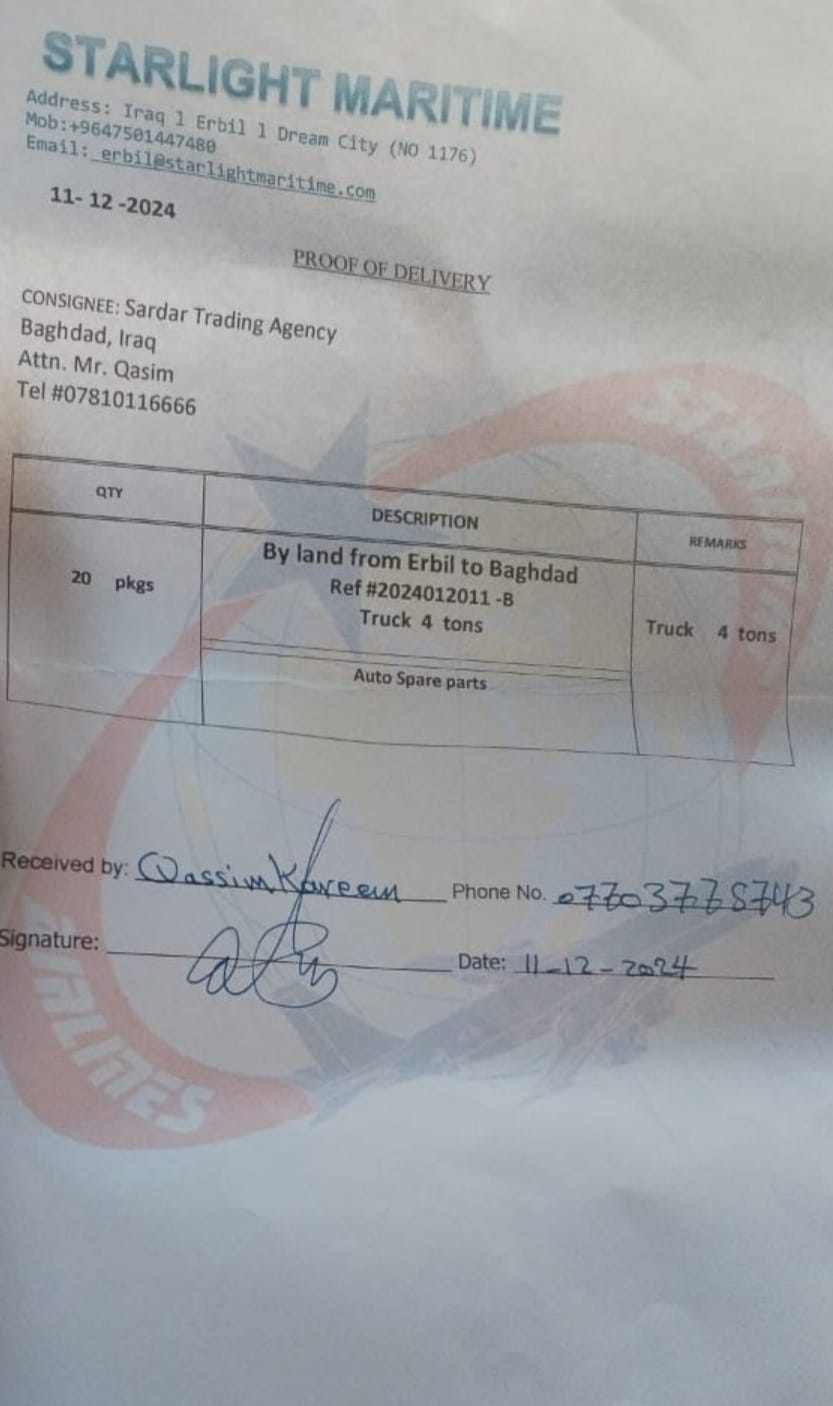 STARLIGHT MARITIME
Address: Iraq l Erbil l Dream City (NO 1176)
Mob:+9647501447480
Email: erbil@starlightmaritime.com
11- 12 -2024
PROOF OF DELIVERY
CONSIGNEE: Sardar Trading Agency
Baghdad, Iraq
Attn. Mr. Qasim
Tel #07810116666
QTY DESCRIPTION REMARKS
By land from Erbil to Baghdad
20 pkgs Ref #2024012011 -B
Truck 4 tons Truck 4 tons
Auto Spare parts
Received by: Qassim Kareem Phone No. 07703778743
Signature: Date: 11-12-2024